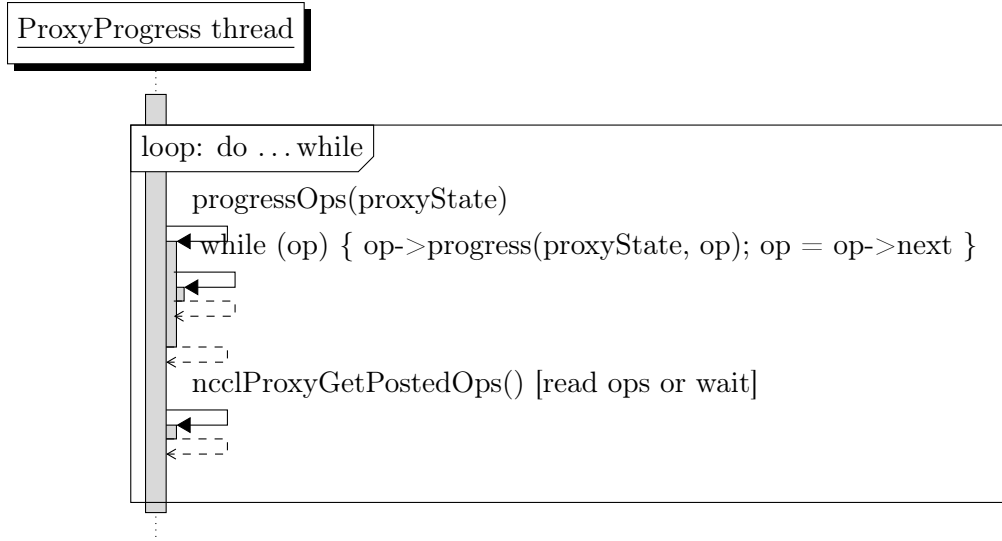 ProxyProgress thread
loop: do ... while
progressOps(proxyState)
while (op) { op->progress(proxyState, op); op = op->next }
ncclProxyGetPostedOps() [read ops or wait]